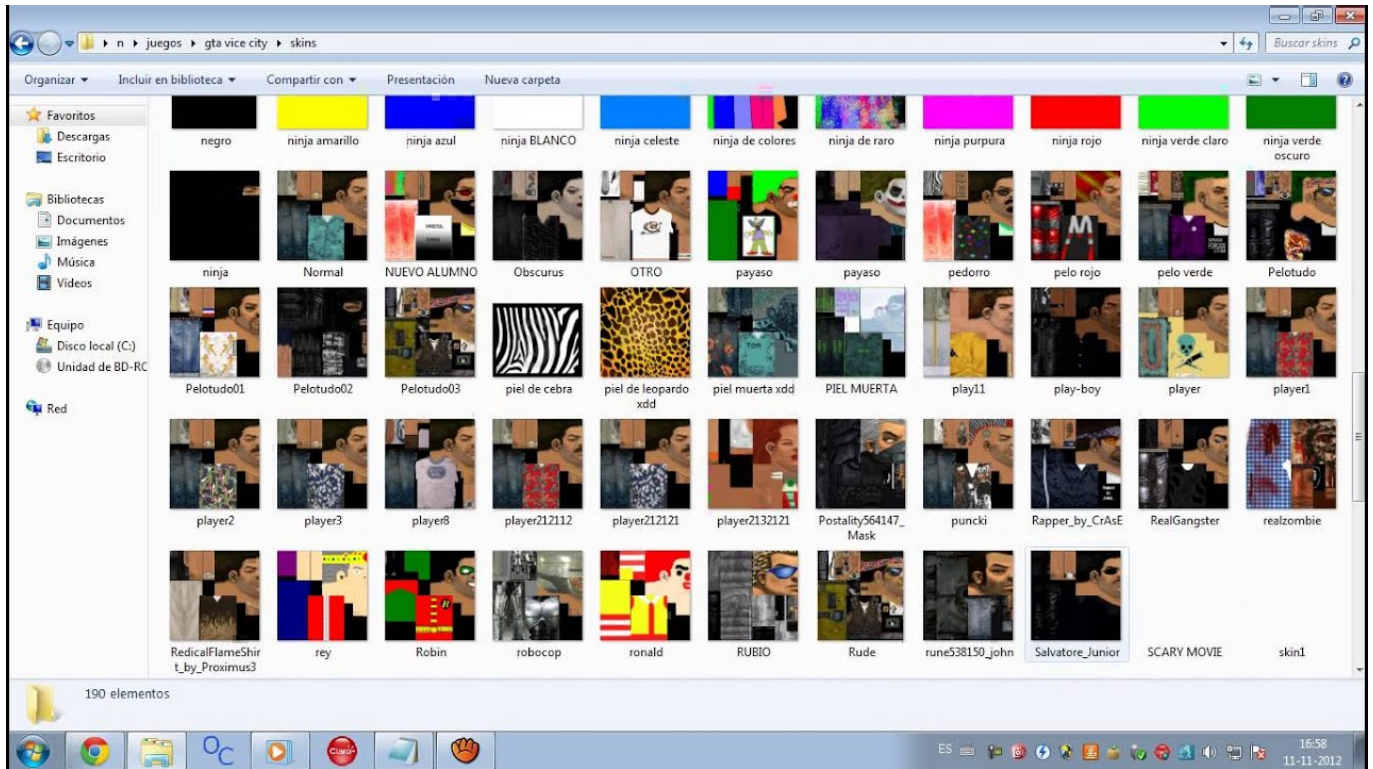 n ▸ juegos ▸ gta vice city ▸ skins
Buscar skins
Organizar
Incluir en biblioteca
Compartir con
Presentación
Nueva carpeta
Favoritos
Descargas
Escritorio
Bibliotecas
Documentos
Imágenes
Música
Vídeos
Equipo
Disco local (C:)
Unidad de BD-RC
Red
negro
ninja amarillo
ninja azul
ninja BLANCO
ninja celeste
ninja de colores
ninja de raro
ninja purpura
ninja rojo
ninja verde claro
ninja verde
oscuro
ninja
Normal
NUEVO ALUMNO
Obscurus
OTRO
payaso
payaso
pedorro
pelo rojo
pelo verde
Pelotudo
Pelotudo01
Pelotudo02
Pelotudo03
piel de cebra
piel de leopardo
xdd
piel muerta xdd
PIEL MUERTA
play11
play-boy
player
player1
player2
player3
player8
player212112
player212121
player2132121
Postality564147_
Mask
puncki
Rapper_by_CrAsE
RealGangster
realzombie
RedicalFlameShir
t_by_Proximus3
rey
Robin
robocop
ronald
RUBIO
Rude
rune538150_john
Salvatore_Junior
SCARY MOVIE
skin1
190 elementos
Claro
ES
16:58
11-11-2012